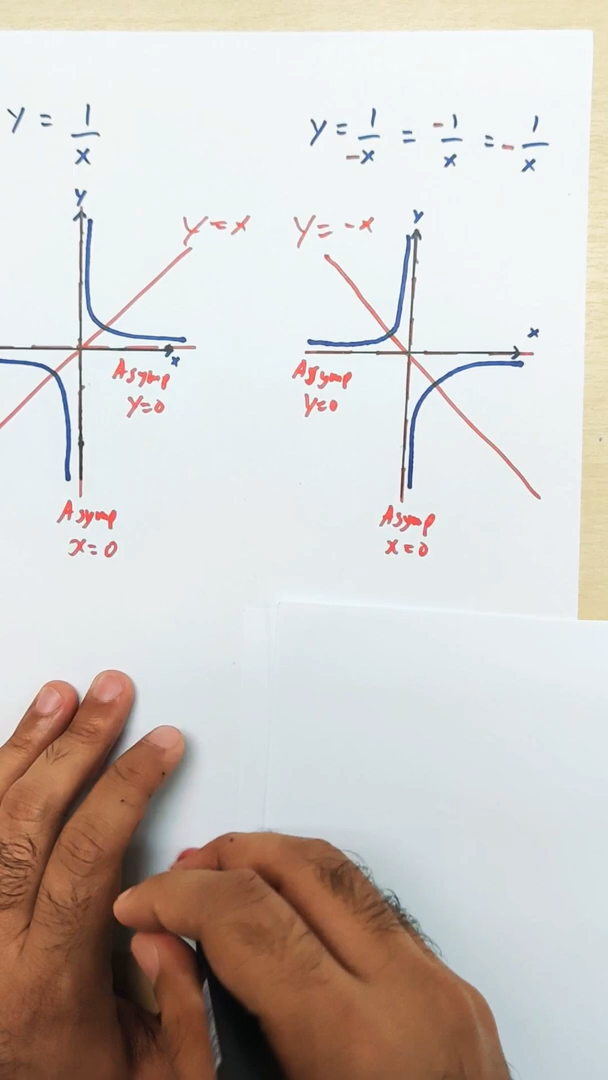 y = 1/x
y
y = x
x
Asymp
y=0
Asymp
x=0
y = 1/-x = -1/x = - 1/x
y = -x
y
x
Asymp
y=0
Asymp
x=0